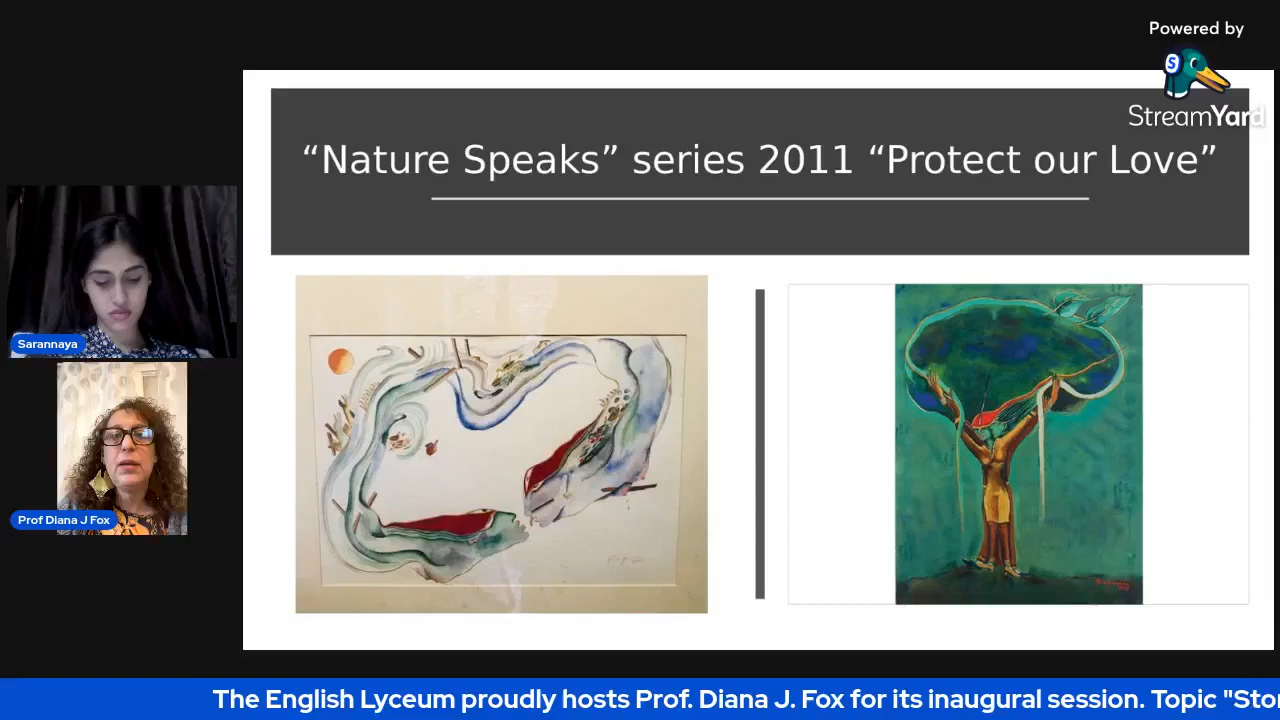 Powered by
StreamYard
“Nature Speaks” series 2011 “Protect our Love”
Sarannaya
Prof Diana J Fox
The English Lyceum proudly hosts Prof. Diana J. Fox for its inaugural session. Topic "Sto